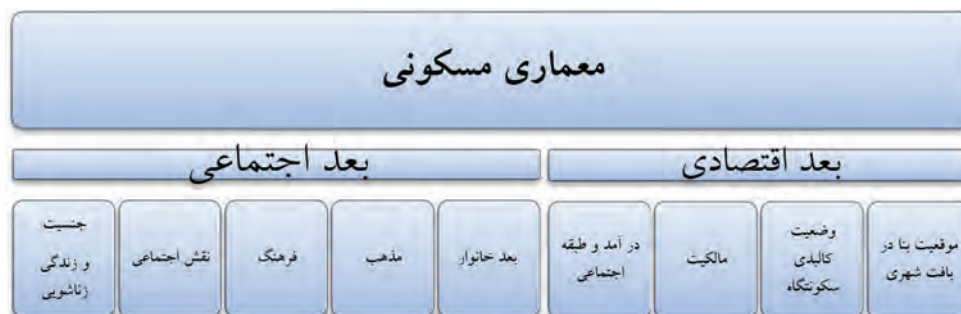 معماری مسکونی
بعد اقتصادی
بعد اجتماعی
موقعیت بنا در
بافت شهری
وضعیت
کالبدی
سکونتگاه
مالکیت
در آمد و طبقه
اجتماعی
بعد خانوار
مذهب
فرهنگ
نقش اجتماعی
جنسیت
و زندگی
زناشویی